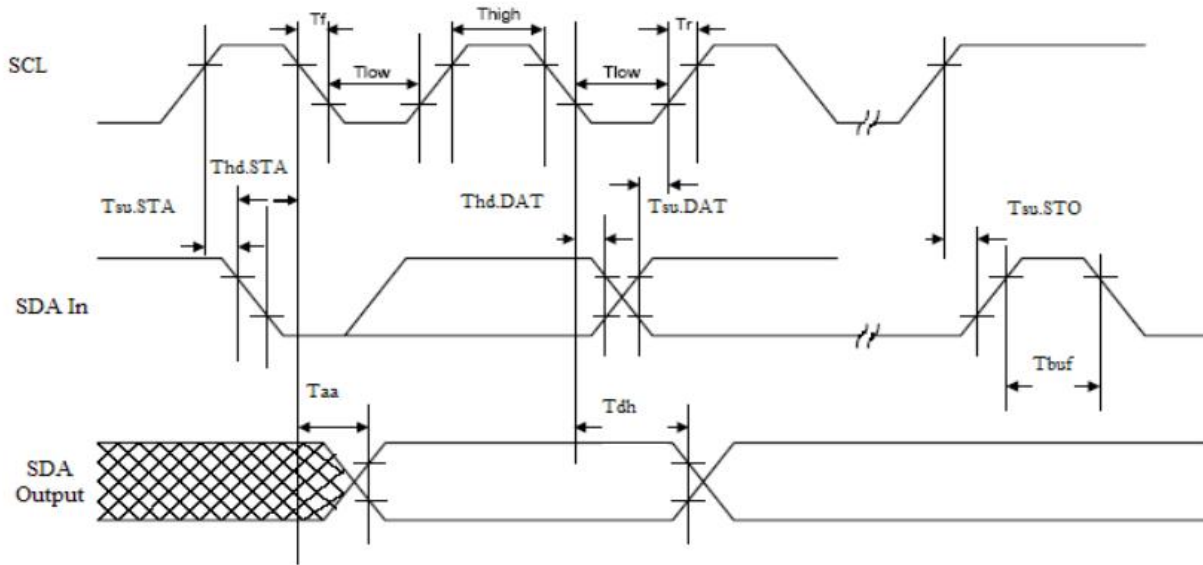 Tf
Thigh
Tr
SCL
Tlow
Tlow
Thd.STA
Tsu.STA
Thd.DAT
Tsu.DAT
Tsu.STO
SDA In
Tbuf
Taa
Tdh
SDA
Output